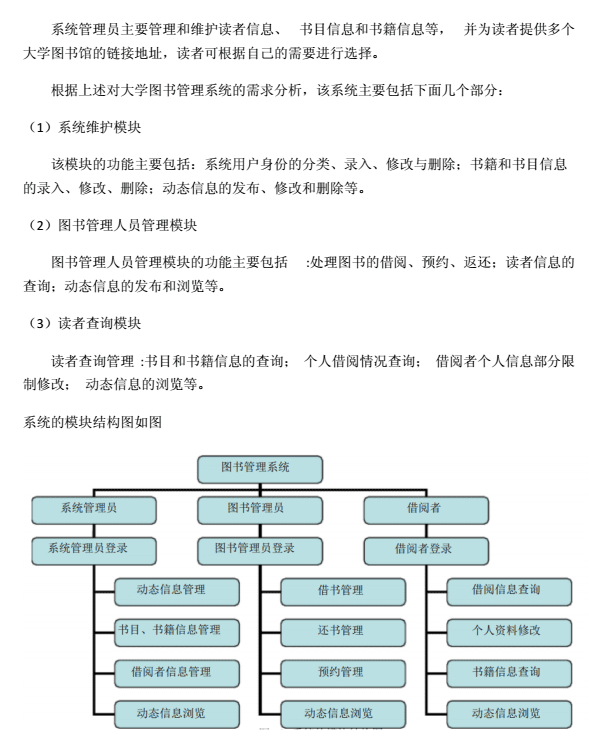 系统管理员主要管理和维护读者信息、 书目信息和书籍信息等， 并为读者提供多个
大学图书馆的链接地址，读者可根据自己的需要进行选择。
根据上述对大学图书管理系统的需求分析，该系统主要包括下面几个部分：
（1）系统维护模块
该模块的功能主要包括：系统用户身份的分类、录入、修改与删除；书籍和书目信息
的录入、修改、删除；动态信息的发布、修改和删除等。
（2）图书管理人员管理模块
图书管理人员管理模块的功能主要包括 :处理图书的借阅、预约、返还；读者信息的
查询；动态信息的发布和浏览等。
（3）读者查询模块
读者查询管理 :书目和书籍信息的查询； 个人借阅情况查询； 借阅者个人信息部分限
制修改； 动态信息的浏览等。
系统的模块结构图如图
图书管理系统
系统管理员
图书管理员
借阅者
系统管理员登录
图书管理员登录
借阅者登录
动态信息管理
借书管理
借阅信息查询
书目、书籍信息管理
还书管理
个人资料修改
借阅者信息管理
预约管理
书籍信息查询
动态信息浏览
动态信息浏览
动态信息浏览